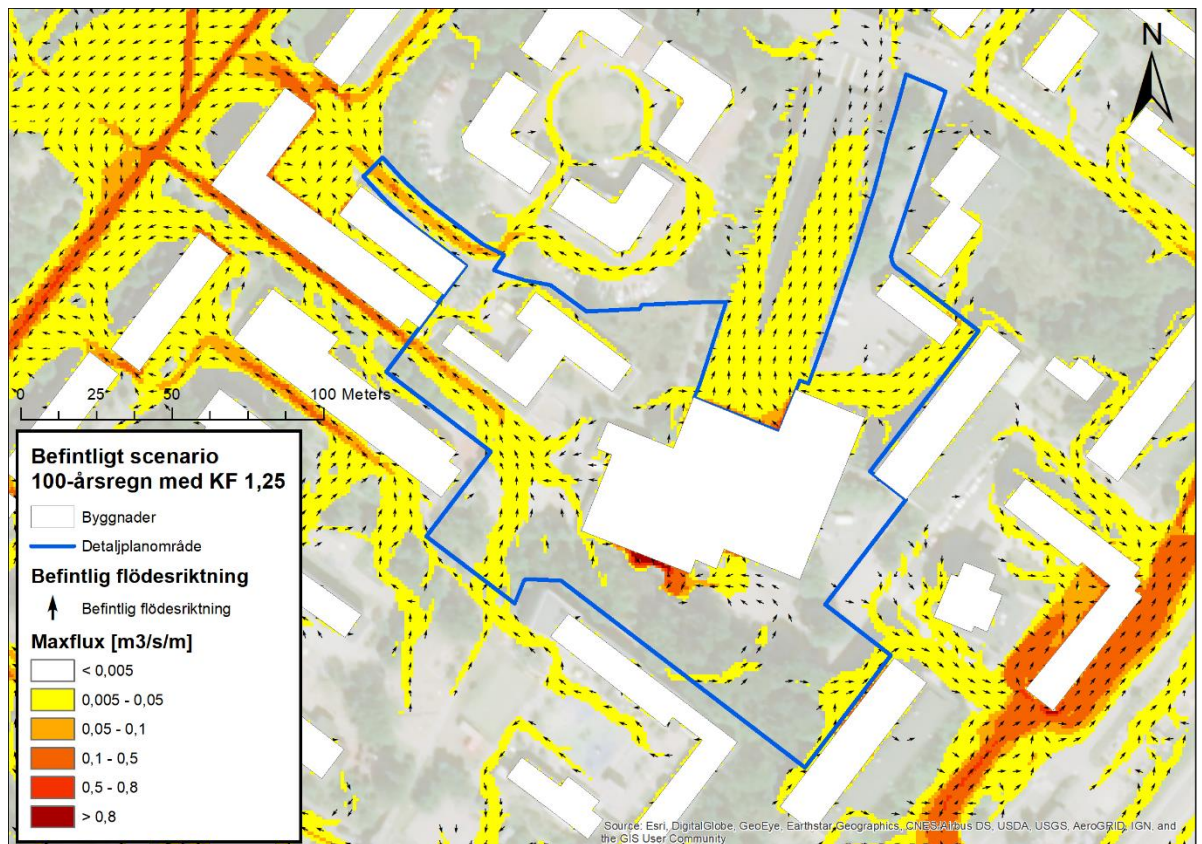 N
0 25 50 100 Meters
Befintligt scenario
100-årsregn med KF 1,25
Byggnader
Detaljplanområde
Befintlig flödesriktning
Befintlig flödesriktning
Maxflux [m3/s/m]
< 0,005
0,005 - 0,05
0,05 - 0,1
0,1 - 0,5
0,5 - 0,8
> 0,8
Source: Esri, DigitalGlobe, GeoEye, Earthstar Geographics, CNES/Airbus DS, USDA, USGS, AeroGRID, IGN, and
the GIS User Community